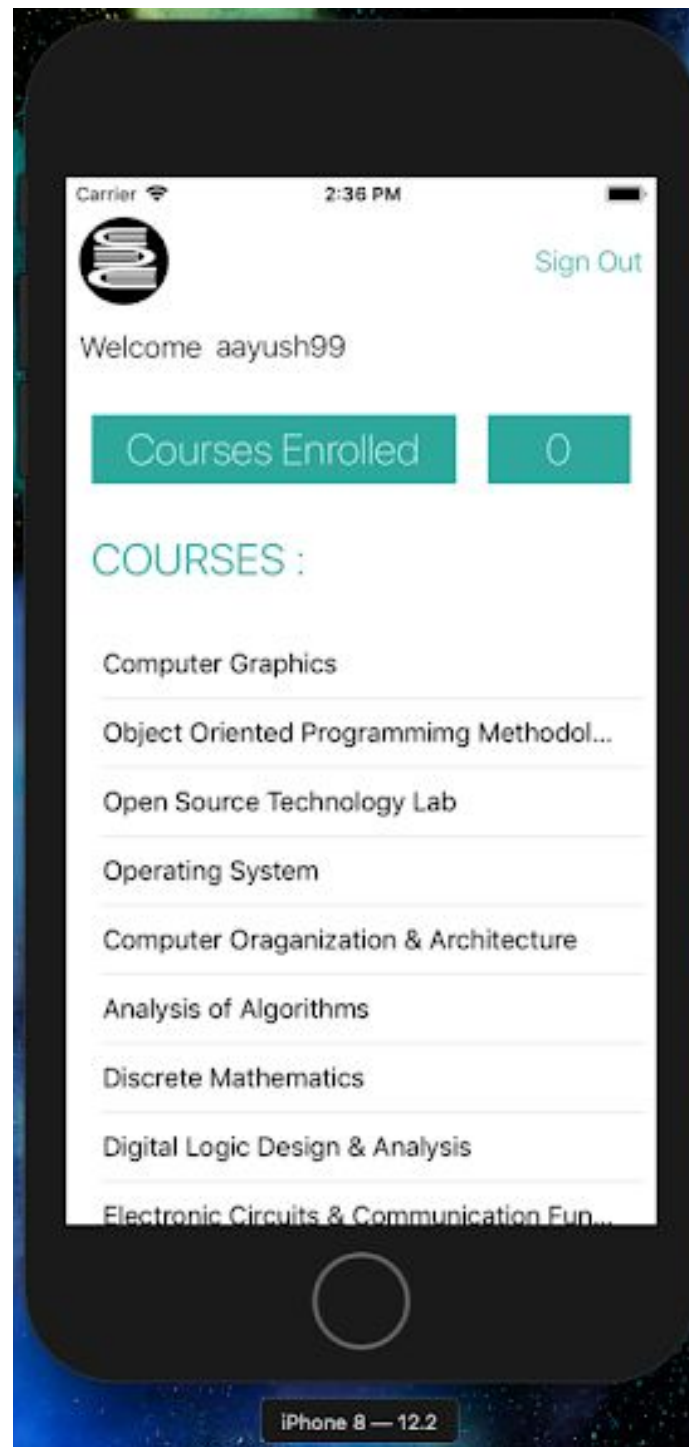 Carrier 2:36 PM
Sign Out
Welcome aayush99
Courses Enrolled 0
COURSES :
Computer Graphics
Object Oriented Programmimg Methodol...
Open Source Technology Lab
Operating System
Computer Oraganization & Architecture
Analysis of Algorithms
Discrete Mathematics
Digital Logic Design & Analysis
Electronic Circuits & Communication Fun...
iPhone 8 — 12.2